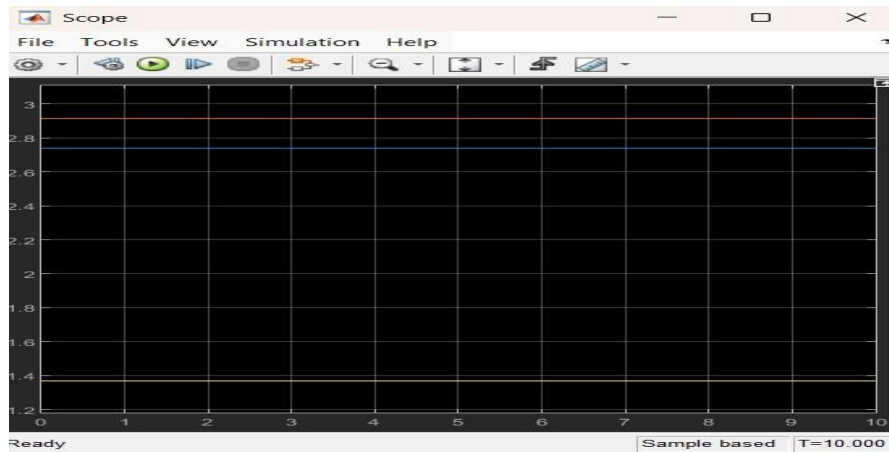 Scope
File Tools View Simulation Help
3
2.8
2.6
2.4
2.2
2
1.8
1.6
1.4
1.2
0 1 2 3 4 5 6 7 8 9 10
Ready Sample based T=10.000